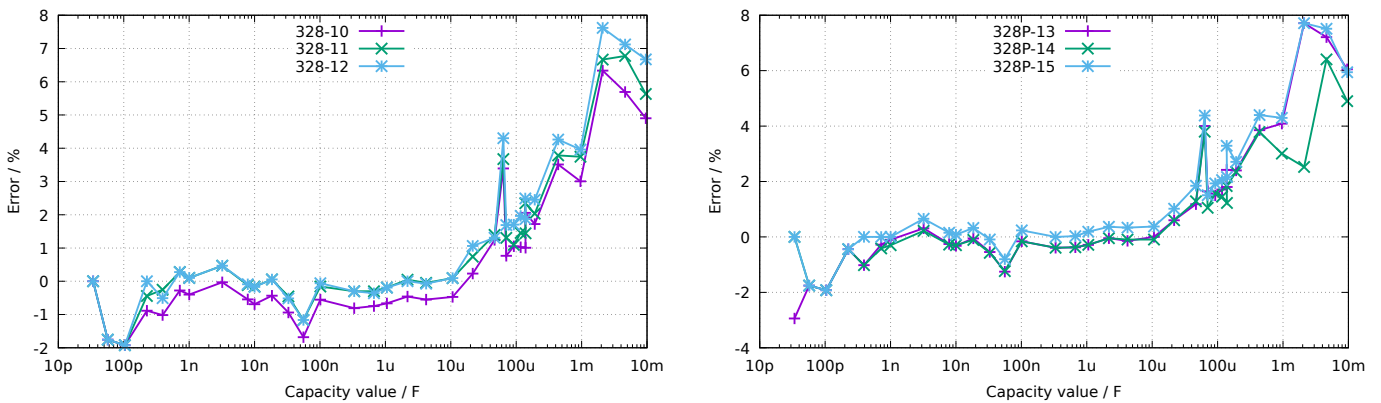 8
7
6
5
4
3
2
1
0
-1
-2
Error / %
328-10
328-11
328-12
10p 100p 1n 10n 100n 1u 10u 100u 1m 10m
Capacity value / F
8
6
4
2
0
-2
-4
Error / %
328P-13
328P-14
328P-15
10p 100p 1n 10n 100n 1u 10u 100u 1m 10m
Capacity value / F